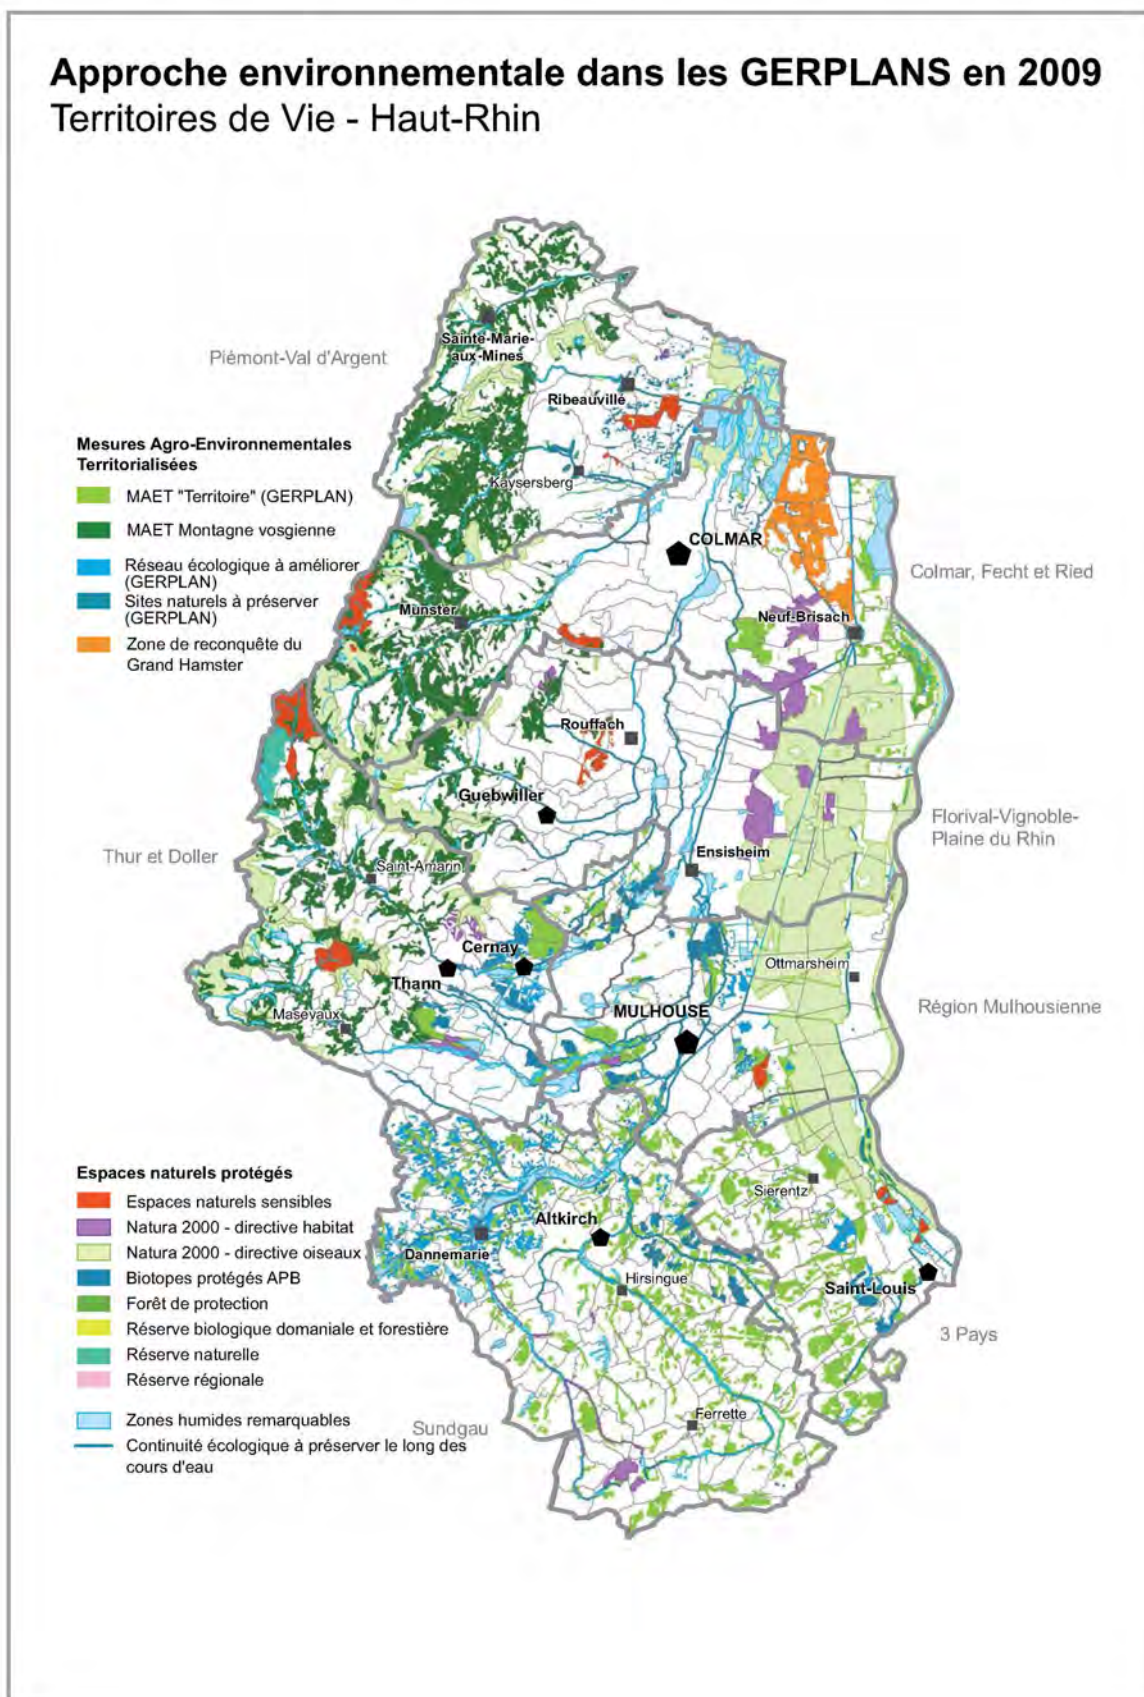 Approche environnementale dans les GERPLANS en 2009
Territoires de Vie - Haut-Rhin
Piémont-Val d'Argent
Sainte-Marie-
aux-Mines
Ribeauvillé
Kaysersberg
Mesures Agro-Environnementales
Territorialisées
MAET "Territoire" (GERPLAN)
MAET Montagne vosgienne
Réseau écologique à améliorer
(GERPLAN)
Sites naturels à préserver
(GERPLAN)
Zone de reconquête du
Grand Hamster
COLMAR
Colmar, Fecht et Ried
Munster
Neuf-Brisach
Rouffach
Guebwiller
Florival-Vignoble-
Plaine du Rhin
Thur et Doller
Saint-Amarin
Ensisheim
Cernay
Thann
Ottmarsheim
Région Mulhousienne
Masevaux
MULHOUSE
Espaces naturels protégés
Espaces naturels sensibles
Natura 2000 - directive habitat
Natura 2000 - directive oiseaux
Biotopes protégés APB
Forêt de protection
Réserve biologique domaniale et forestière
Réserve naturelle
Réserve régionale
Zones humides remarquables
Continuité écologique à préserver le long des
cours d'eau
Sierentz
Altkirch
Dannemarie
Hirsingue
Saint-Louis
3 Pays
Ferrette
Sundgau